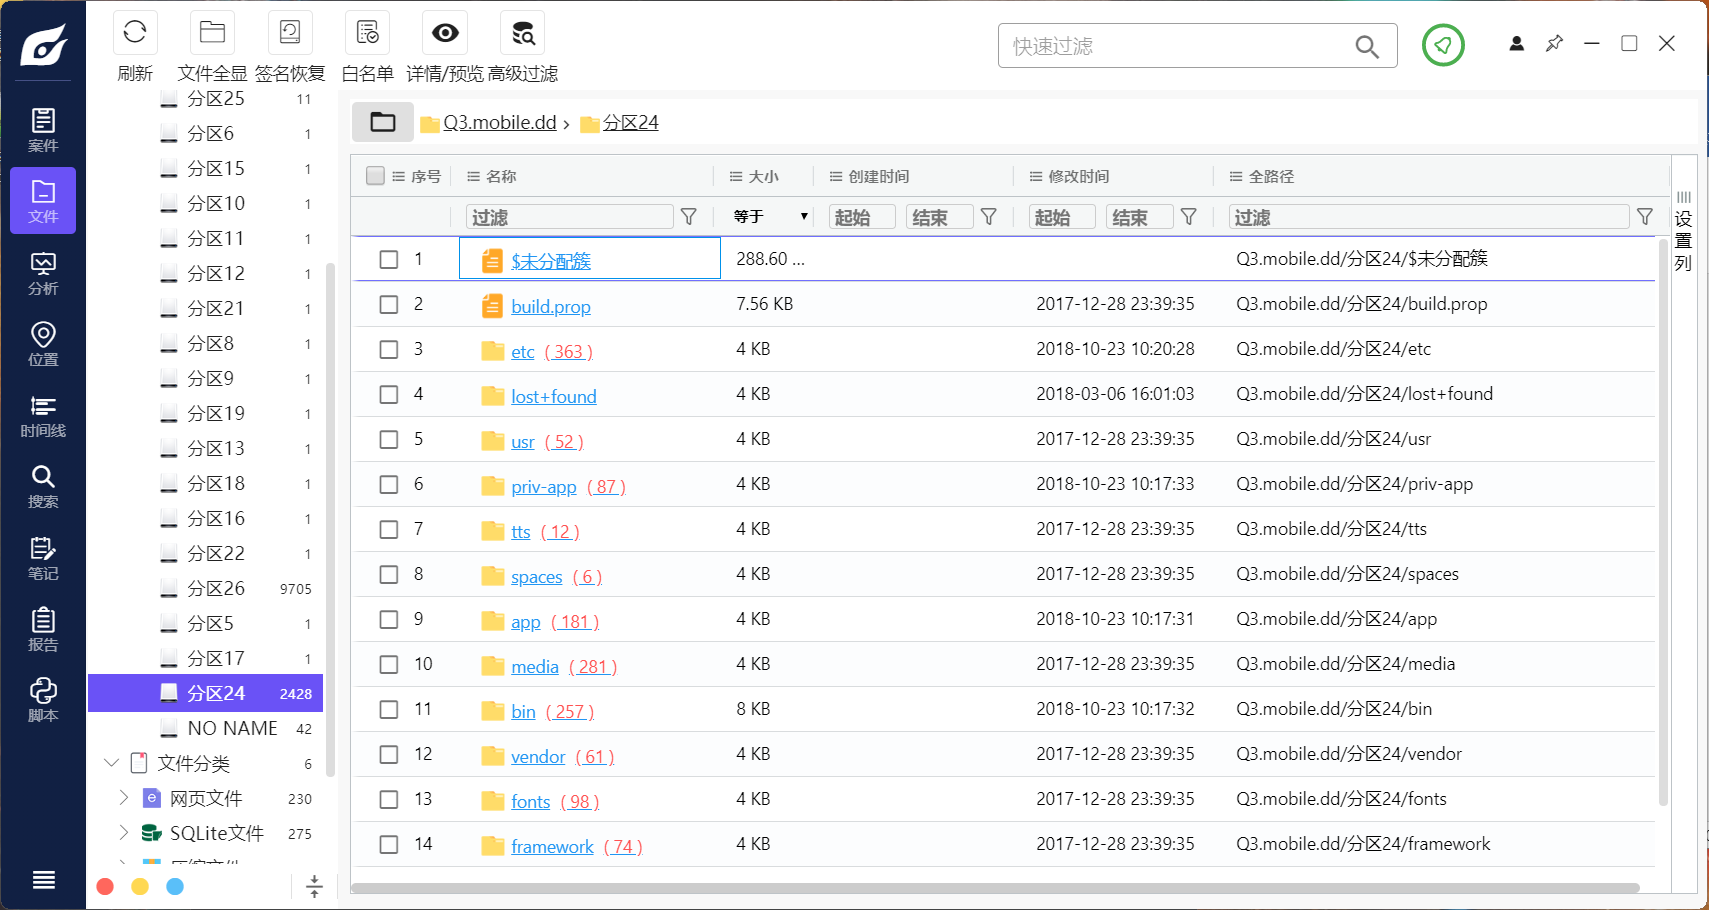 刷新 文件全显 签名恢复 白名单 详情/预览 高级过滤
快速过滤
案件
文件
分析
位置
时间线
搜索
笔记
报告
脚本
分区25 11
分区6 1
分区15 1
分区10 1
分区11 1
分区12 1
分区21 1
分区8 1
分区9 1
分区19 1
分区13 1
分区18 1
分区16 1
分区22 1
分区26 9705
分区5 1
分区17 1
分区24 2428
NO NAME 42
文件分类 6
网页文件 230
SQLite文件 275
压缩文件
Q3.mobile.dd › 分区24
序号 名称 大小 创建时间 修改时间 全路径
过滤 等于 起始 结束 起始 结束 过滤
1 $未分配簇 288.60 ... Q3.mobile.dd/分区24/$未分配簇
2 build.prop 7.56 KB 2017-12-28 23:39:35 Q3.mobile.dd/分区24/build.prop
3 etc ( 363 ) 4 KB 2018-10-23 10:20:28 Q3.mobile.dd/分区24/etc
4 lost+found 4 KB 2018-03-06 16:01:03 Q3.mobile.dd/分区24/lost+found
5 usr ( 52 ) 4 KB 2017-12-28 23:39:35 Q3.mobile.dd/分区24/usr
6 priv-app ( 87 ) 4 KB 2018-10-23 10:17:33 Q3.mobile.dd/分区24/priv-app
7 tts ( 12 ) 4 KB 2017-12-28 23:39:35 Q3.mobile.dd/分区24/tts
8 spaces ( 6 ) 4 KB 2017-12-28 23:39:35 Q3.mobile.dd/分区24/spaces
9 app ( 181 ) 4 KB 2018-10-23 10:17:31 Q3.mobile.dd/分区24/app
10 media ( 281 ) 4 KB 2017-12-28 23:39:35 Q3.mobile.dd/分区24/media
11 bin ( 257 ) 8 KB 2018-10-23 10:17:32 Q3.mobile.dd/分区24/bin
12 vendor ( 61 ) 4 KB 2017-12-28 23:39:35 Q3.mobile.dd/分区24/vendor
13 fonts ( 98 ) 4 KB 2017-12-28 23:39:35 Q3.mobile.dd/分区24/fonts
14 framework ( 74 ) 4 KB 2017-12-28 23:39:35 Q3.mobile.dd/分区24/framework
设置列